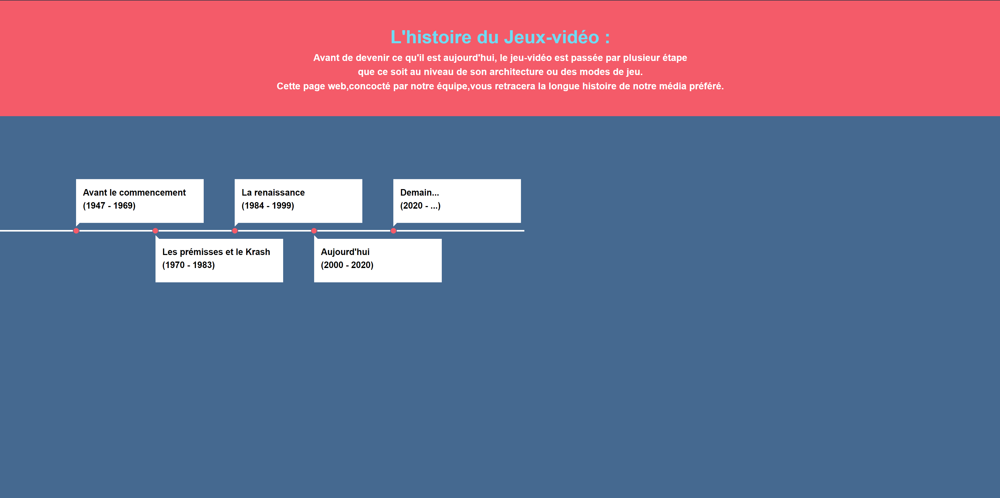 L'histoire du Jeux-vidéo :
Avant de devenir ce qu'il est aujourd'hui, le jeu-vidéo est passée par plusieur étape
que ce soit au niveau de son architecture ou des modes de jeu.
Cette page web,concocté par notre équipe,vous retracera la longue histoire de notre média préféré.
Avant le commencement
(1947 - 1969)
La renaissance
(1984 - 1999)
Demain...
(2020 - ...)
Les prémisses et le Krash
(1970 - 1983)
Aujourd'hui
(2000 - 2020)